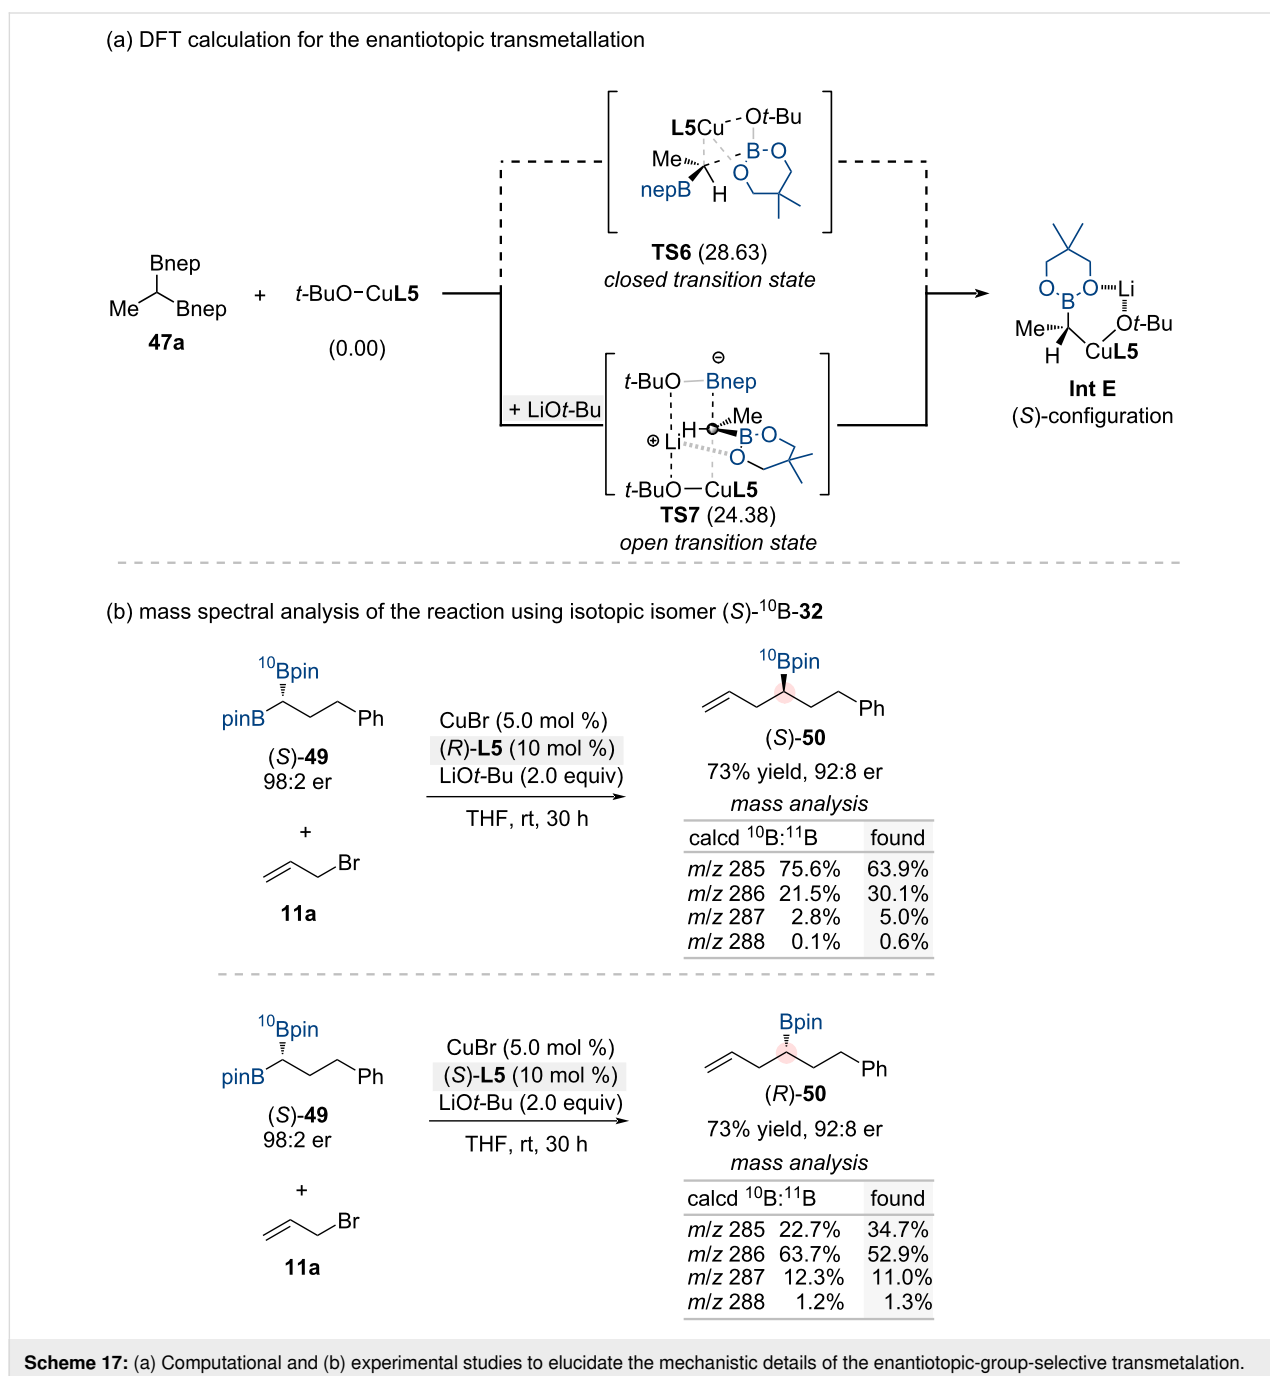 (a) DFT calculation for the enantiotopic transmetallation
L5Cu
Ot-Bu
Me
B
O
O
nepB
H
TS6 (28.63)
closed transition state
Bnep
Me
Bnep
47a
+
t-BuO–CuL5
(0.00)
+ LiOt-Bu
⊖
t-BuO
Bnep
H
Me
B
O
O
⊕ Li
t-BuO–CuL5
TS7 (24.38)
open transition state
O
O
Li
B
Me
Ot-Bu
H
CuL5
Int E
(S)-configuration
(b) mass spectral analysis of the reaction using isotopic isomer (S)-¹⁰B-32
¹⁰Bpin
pinB
Ph
(S)-49
98:2 er
+
Br
11a
CuBr (5.0 mol %)
(R)-L5 (10 mol %)
LiOt-Bu (2.0 equiv)
THF, rt, 30 h
¹⁰Bpin
Ph
(S)-50
73% yield, 92:8 er
mass analysis
calcd ¹⁰B:¹¹B found
m/z 285 75.6% 63.9%
m/z 286 21.5% 30.1%
m/z 287 2.8% 5.0%
m/z 288 0.1% 0.6%
¹⁰Bpin
pinB
Ph
(S)-49
98:2 er
+
Br
11a
CuBr (5.0 mol %)
(S)-L5 (10 mol %)
LiOt-Bu (2.0 equiv)
THF, rt, 30 h
Bpin
Ph
(R)-50
73% yield, 92:8 er
mass analysis
calcd ¹⁰B:¹¹B found
m/z 285 22.7% 34.7%
m/z 286 63.7% 52.9%
m/z 287 12.3% 11.0%
m/z 288 1.2% 1.3%
Scheme 17: (a) Computational and (b) experimental studies to elucidate the mechanistic details of the enantiotopic-group-selective transmetalation.